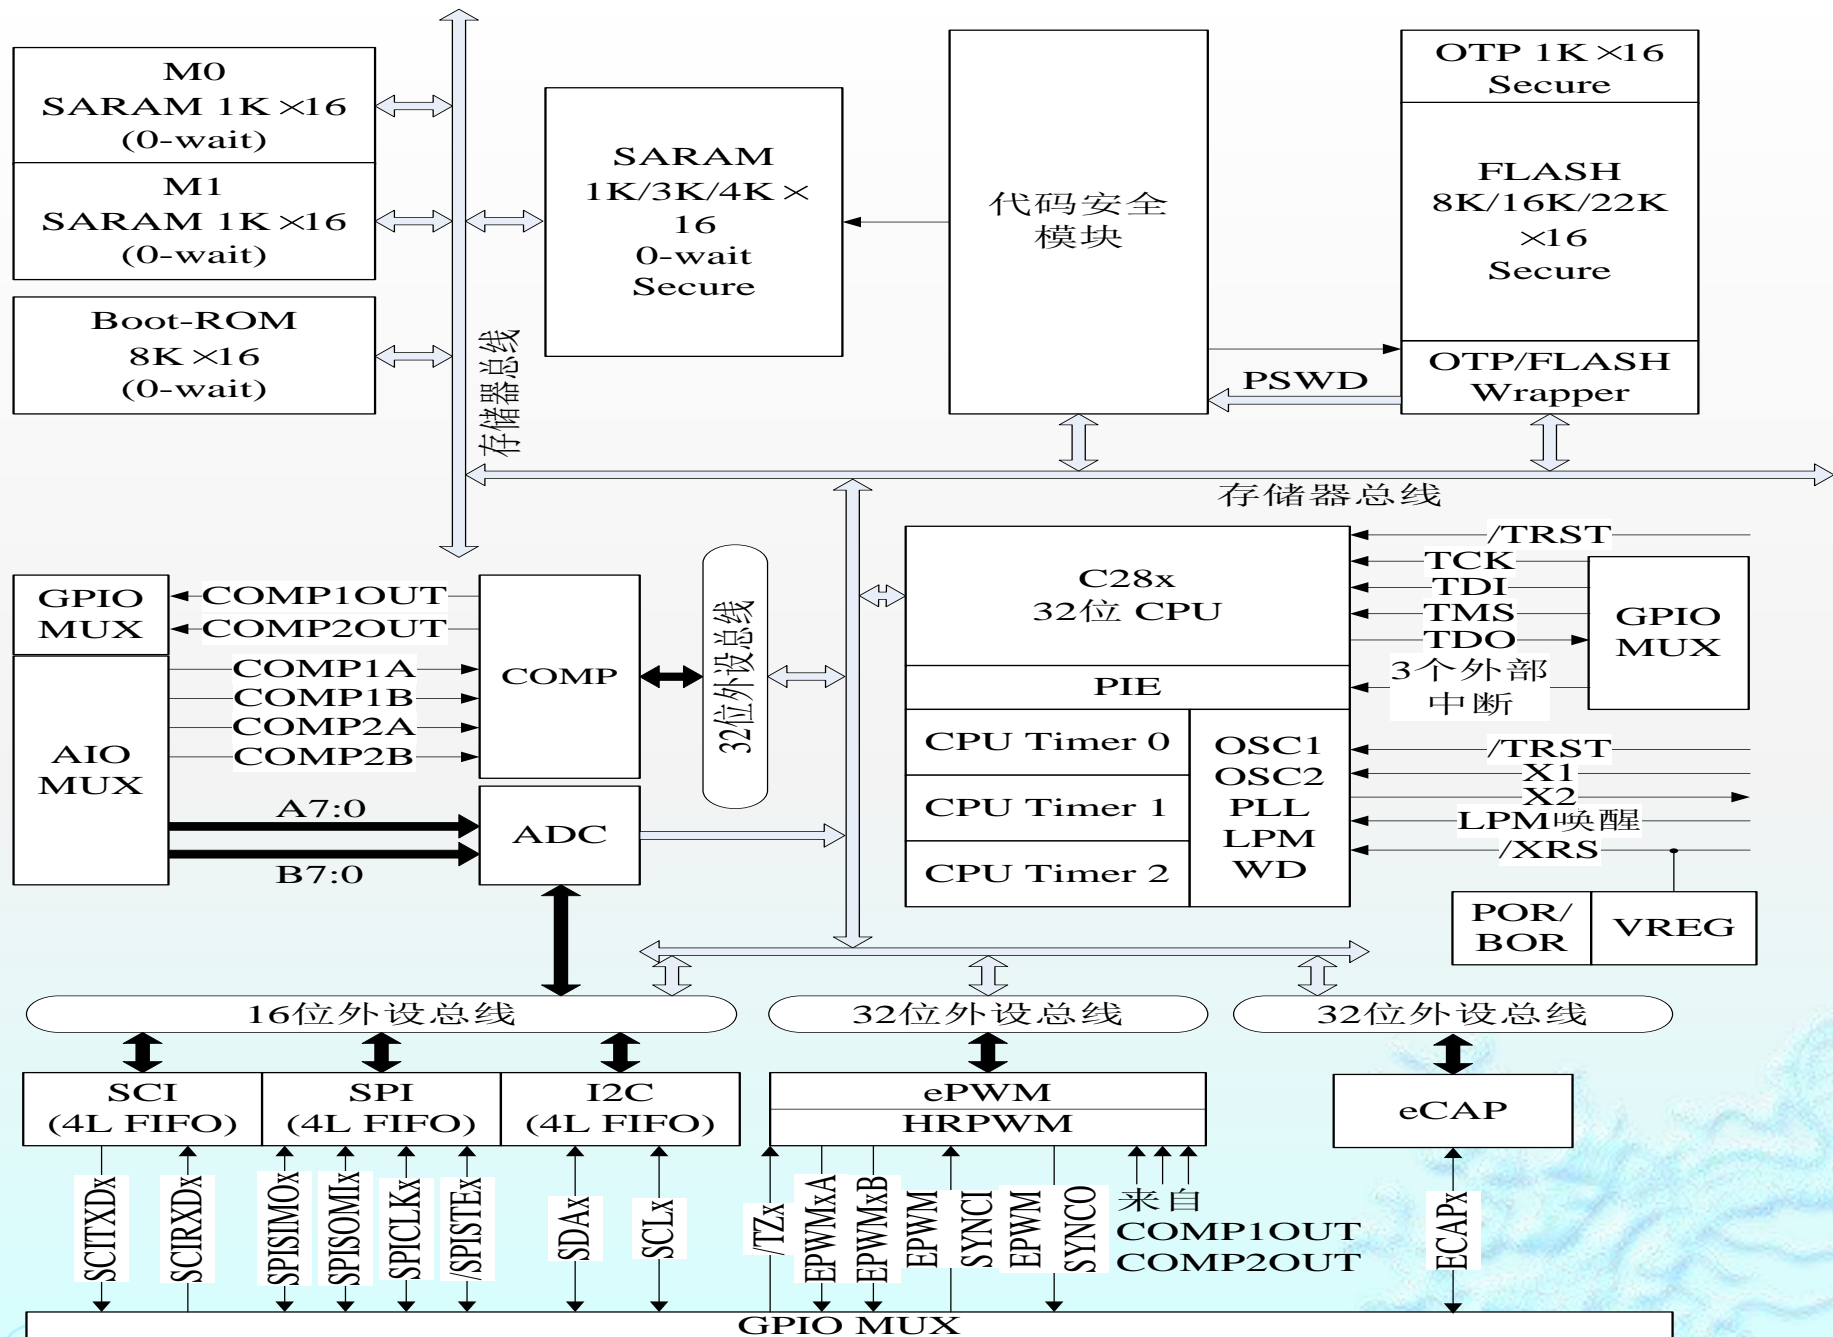 M0
SARAM 1K ×16
(0-wait)
M1
SARAM 1K ×16
(0-wait)
Boot-ROM
8K ×16
(0-wait)
存储器总线
SARAM
1K/3K/4K ×
16
0-wait
Secure
代码安全
模块
OTP 1K ×16
Secure
FLASH
8K/16K/22K
×16
Secure
OTP/FLASH
Wrapper
PSWD
存储器总线
GPIO
MUX
COMP1OUT
COMP2OUT
COMP1A
COMP1B
COMP2A
COMP2B
AIO
MUX
A7:0
B7:0
COMP
ADC
32位外设总线
C28x
32位 CPU
PIE
CPU Timer 0
CPU Timer 1
CPU Timer 2
OSC1
OSC2
PLL
LPM
WD
/TRST
TCK
TDI
TMS
TDO
3个外部
中断
GPIO
MUX
/TRST
X1
X2
LPM唤醒
/XRS
POR/
BOR
VREG
16位外设总线
32位外设总线
32位外设总线
SCI
(4L FIFO)
SPI
(4L FIFO)
I2C
(4L FIFO)
ePWM
HRPWM
eCAP
SCITXDx
SCIRXDx
SPISIMOx
SPISOMIx
SPICLKx
/SPISTEx
SDAx
SCLx
/TZx
EPWMxA
EPWMxB
EPWM
SYNCI
EPWM
SYNCO
来自
COMP1OUT
COMP2OUT
ECAPx
GPIO MUX